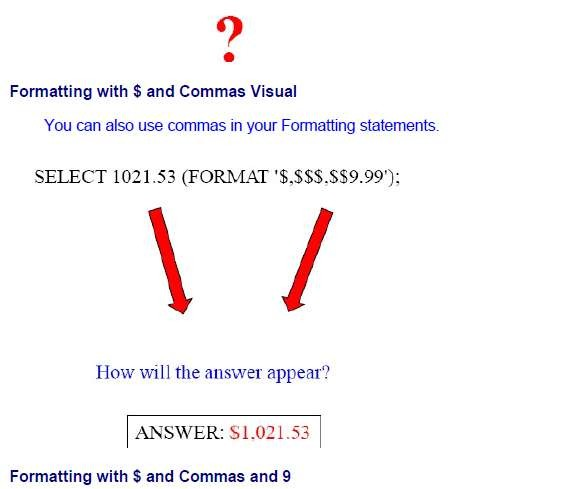 ?
Formatting with $ and Commas Visual
You can also use commas in your Formatting statements.
SELECT 1021.53 (FORMAT '$,$$$,$$9.99');
How will the answer appear?
ANSWER: $1,021.53
Formatting with $ and Commas and 9